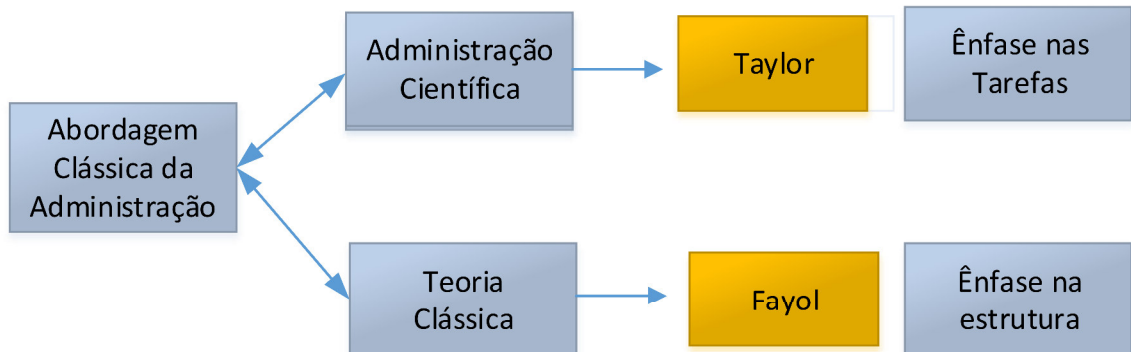 Abordagem
Clássica da
Administração
Administração
Científica
Taylor
Ênfase nas
Tarefas
Teoria
Clássica
Fayol
Ênfase na
estrutura